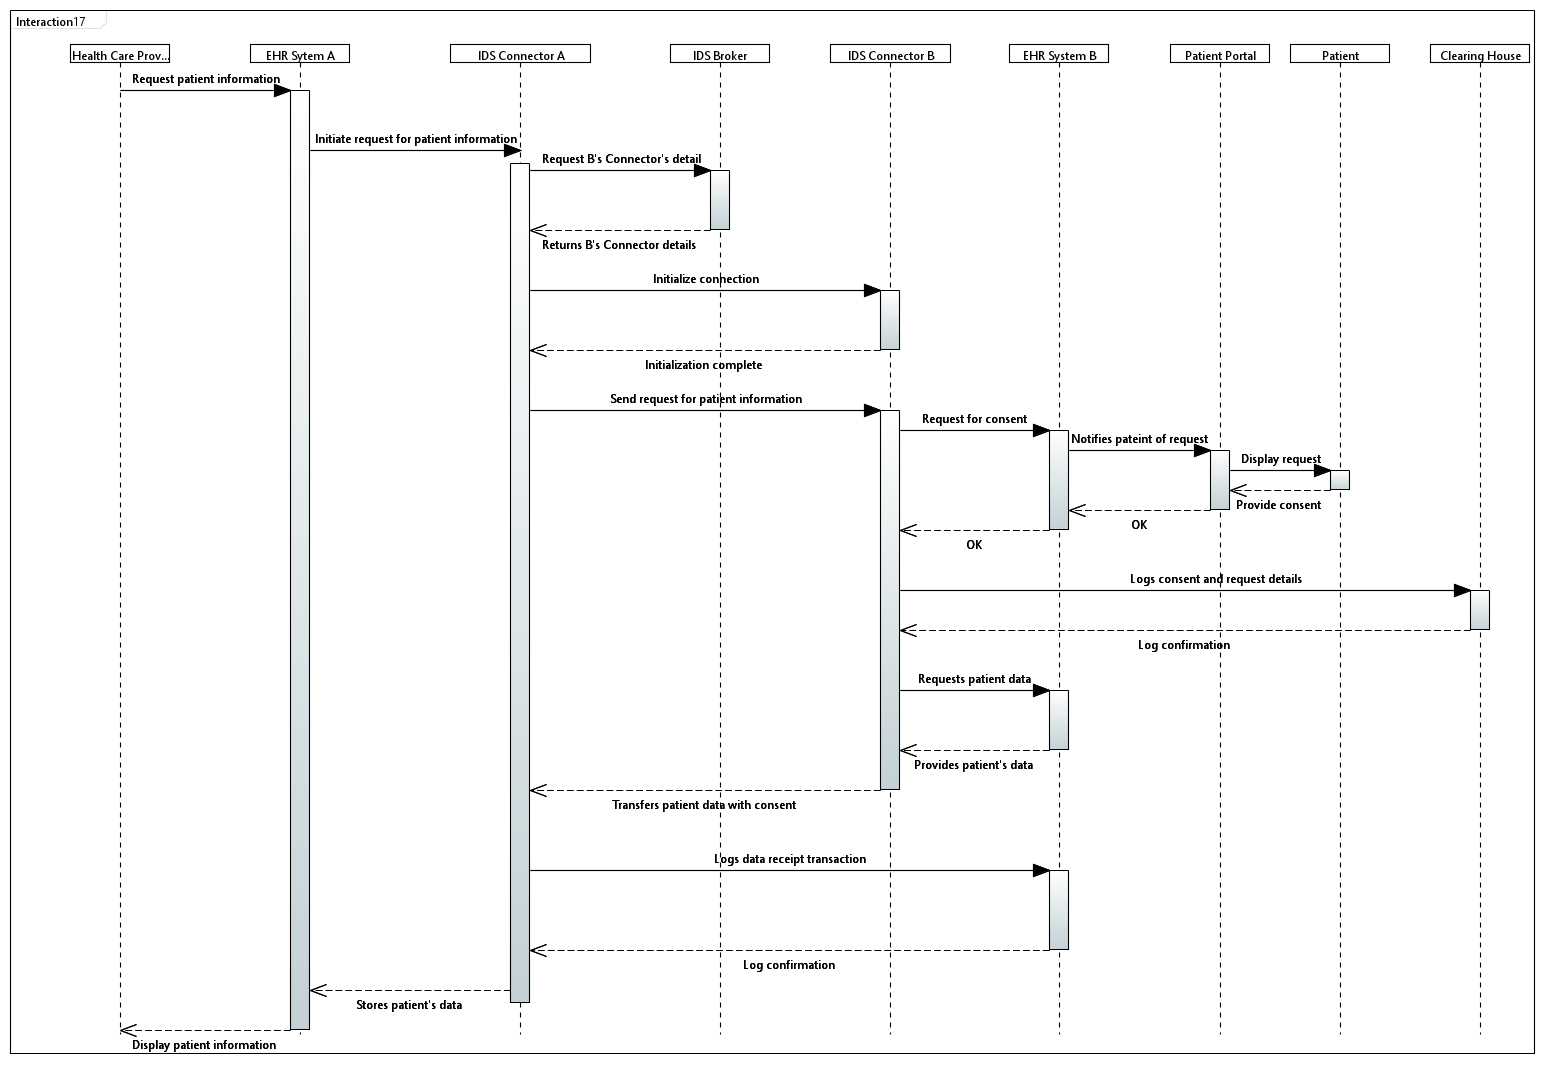 Interaction17
Health Care Prov...
EHR Sytem A
IDS Connector A
IDS Broker
IDS Connector B
EHR System B
Patient Portal
Patient
Clearing House
Request patient information
Initiate request for patient information
Request B's Connector's detail
Returns B's Connector details
Initialize connection
Initialization complete
Send request for patient information
Request for consent
Notifies pateint of request
Display request
Provide consent
OK
OK
Logs consent and request details
Log confirmation
Requests patient data
Provides patient's data
Transfers patient data with consent
Logs data receipt transaction
Log confirmation
Stores patient's data
Display patient information